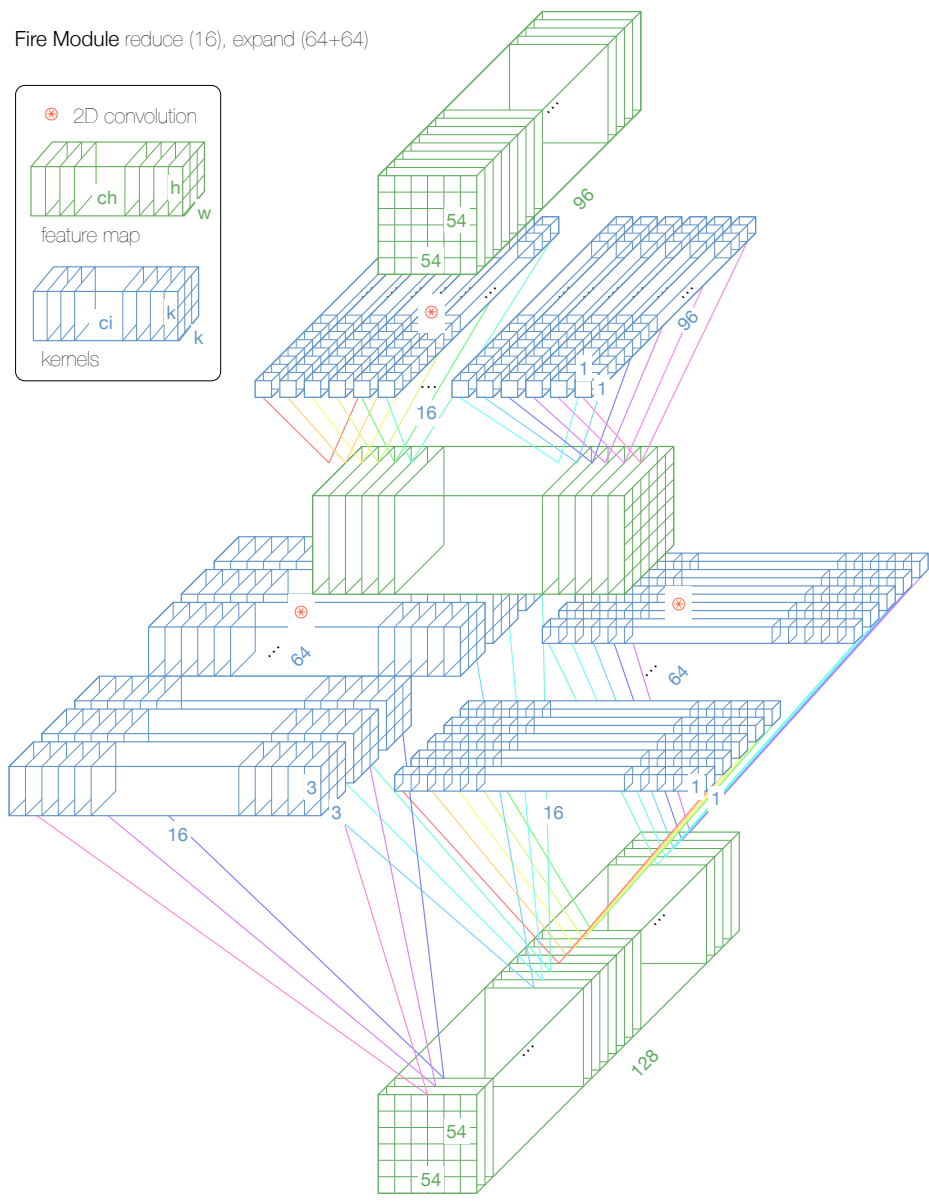 Fire Module reduce (16), expand (64+64)
2D convolution
ch
h
w
feature map
ci
k
k
kernels
...
54
54
96
...
...
...
...
96
1
1
...
16
...
64
...
64
3
3
16
1
1
16
...
...
128
54
54